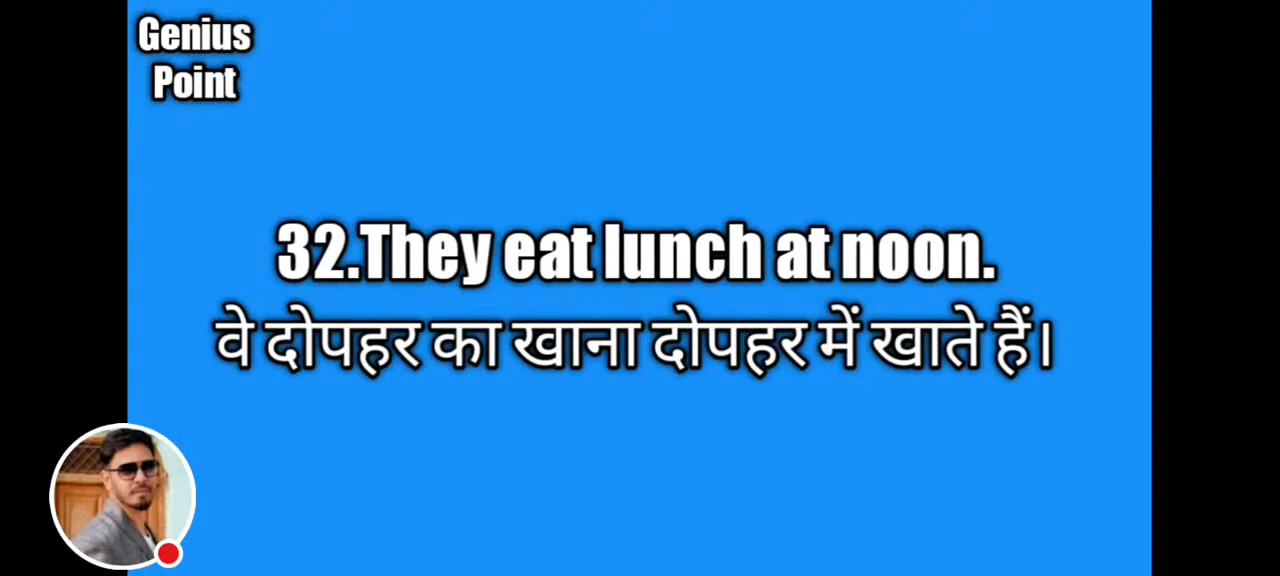 Genius
Point
32.They eat lunch at noon.
वे दोपहर का खाना दोपहर में खाते हैं।